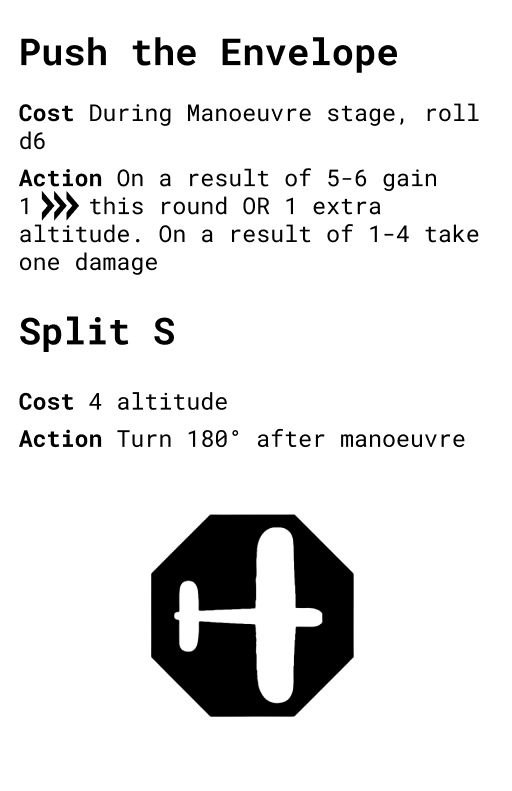 Push the Envelope
Cost During Manoeuvre stage, roll
d6
Action On a result of 5-6 gain
1 this round OR 1 extra
altitude. On a result of 1-4 take
one damage
Split S
Cost 4 altitude
Action Turn 180° after manoeuvre